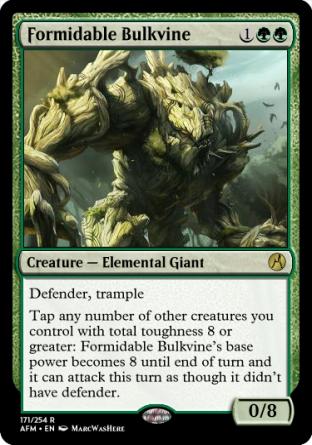 Formidable Bulkvine 1
Creature — Elemental Giant
Defender, trample
Tap any number of other creatures you
control with total toughness 8 or
greater: Formidable Bulkvine's base
power becomes 8 until end of turn and
it can attack this turn as though it didn't
have defender.
0/8
171/254 R
AFM • EN MarcWasHere